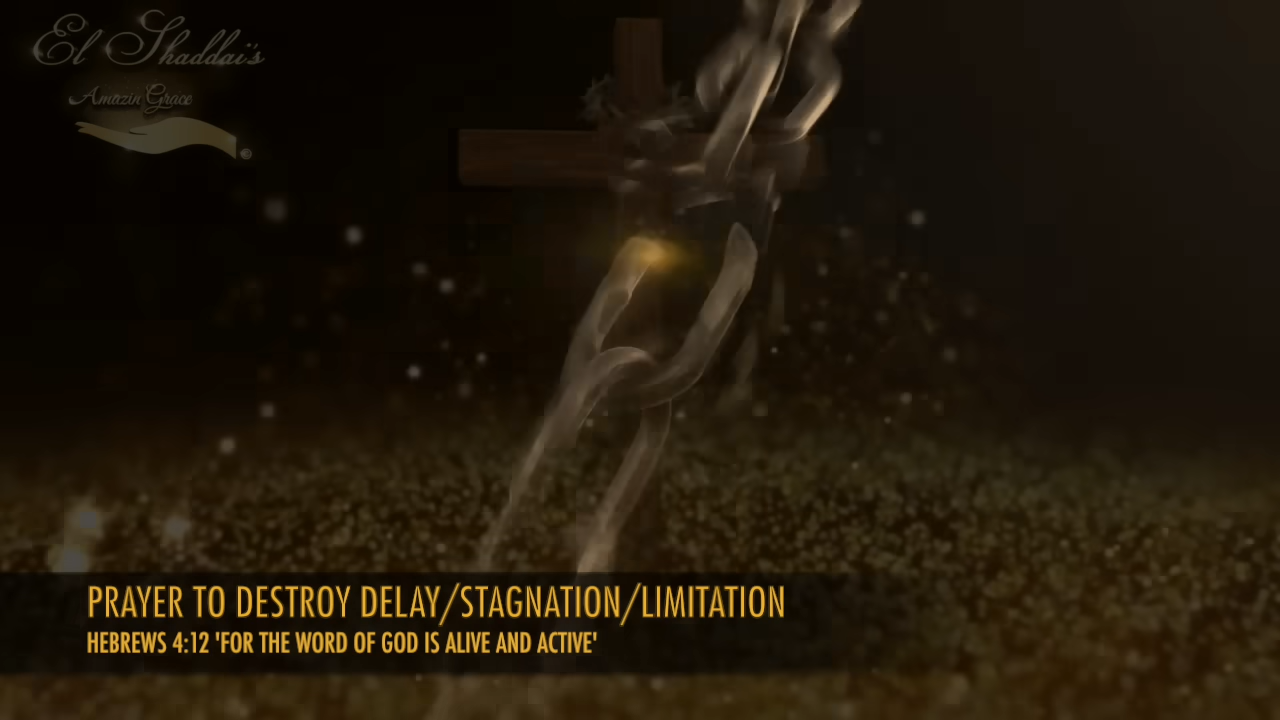 El Shaddai's
Amazin Grace
PRAYER TO DESTROY DELAY/STAGNATION/LIMITATION
HEBREWS 4:12 'FOR THE WORD OF GOD IS ALIVE AND ACTIVE'